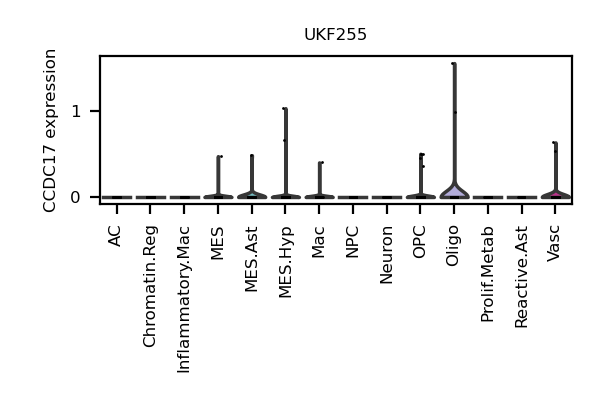 UKF255
CCDC17 expression
1
0
AC
Chromatin.Reg
Inflammatory.Mac
MES
MES.Ast
MES.Hyp
Mac
NPC
Neuron
OPC
Oligo
Prolif.Metab
Reactive.Ast
Vasc